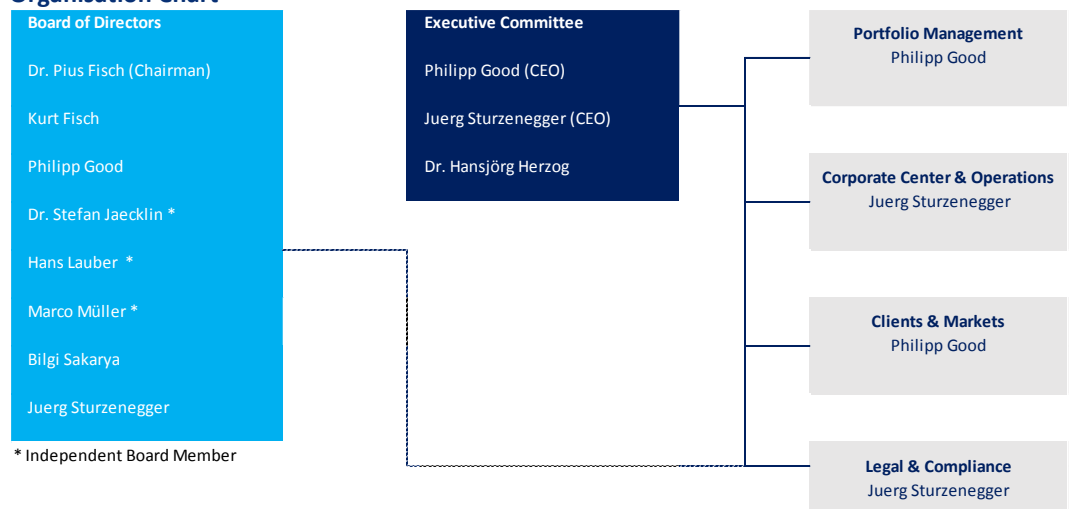 Organisation Chart
Board of Directors
Dr. Pius Fisch (Chairman)
Kurt Fisch
Philipp Good
Dr. Stefan Jaecklin *
Hans Lauber *
Marco Müller *
Bilgi Sakarya
Juerg Sturzenegger
* Independent Board Member
Executive Committee
Philipp Good (CEO)
Juerg Sturzenegger (CEO)
Dr. Hansjörg Herzog
Portfolio Management
Philipp Good
Corporate Center & Operations
Juerg Sturzenegger
Clients & Markets
Philipp Good
Legal & Compliance
Juerg Sturzenegger